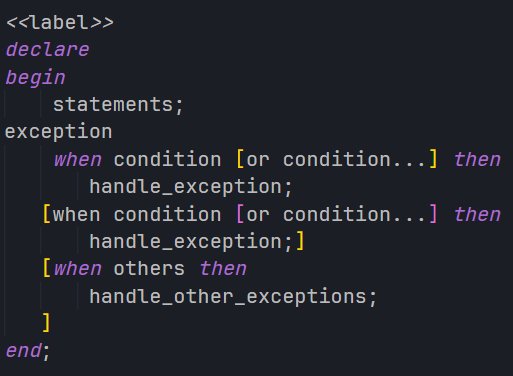 <<label>>
declare
begin
    statements;
exception
    when condition [or condition...] then
       handle_exception;
   [when condition [or condition...] then
       handle_exception;]
   [when others then
       handle_other_exceptions;
   ]
end;